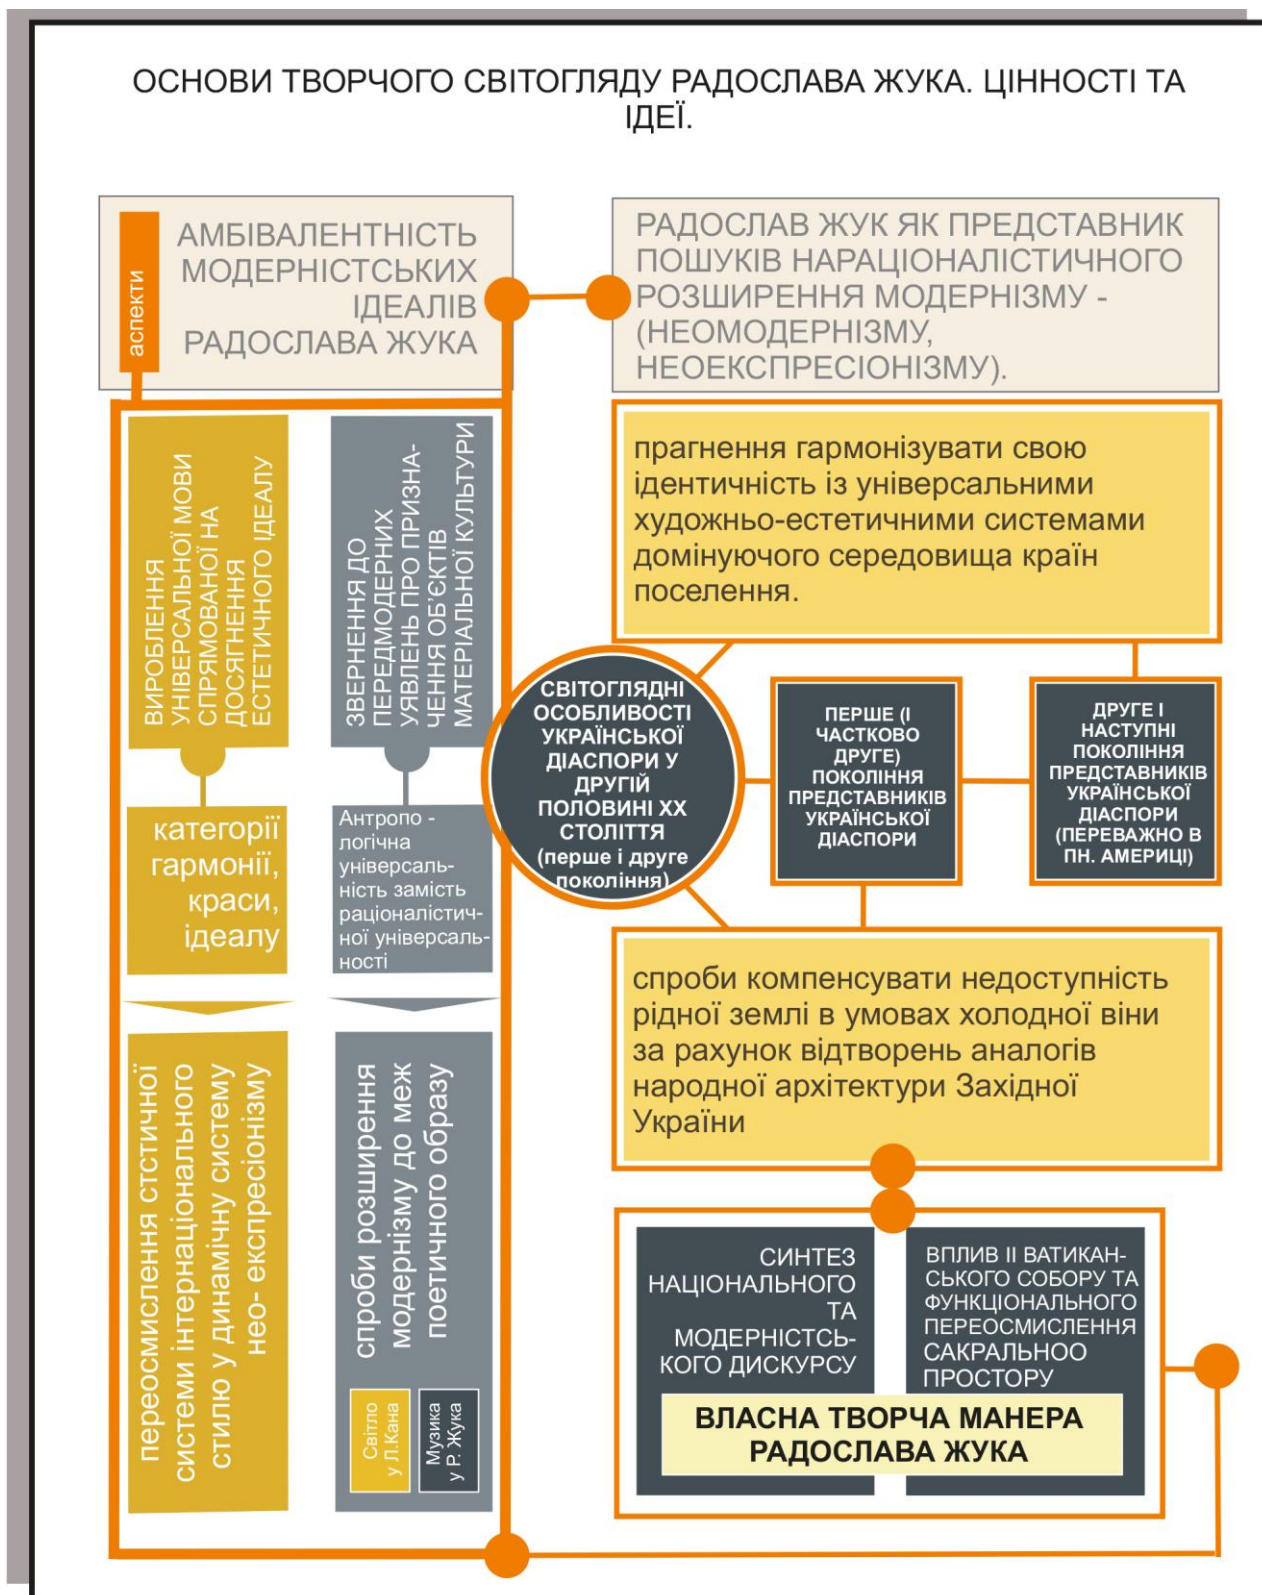 ОСНОВИ ТВОРЧОГО СВІТОГЛЯДУ РАДОСЛАВА ЖУКА. ЦІННОСТІ ТА
ІДЕЇ.
аспекти
АМБІВАЛЕНТНІСТЬ
МОДЕРНІСТСЬКИХ
ІДЕАЛІВ
РАДОСЛАВА ЖУКА
РАДОСЛАВ ЖУК ЯК ПРЕДСТАВНИК
ПОШУКІВ НАРАЦІОНАЛІСТИЧНОГО
РОЗШИРЕННЯ МОДЕРНІЗМУ -
(НЕОМОДЕРНІЗМУ,
НЕОЕКСПРЕСІОНІЗМУ).
ВИРОБЛЕННЯ
УНІВЕРСАЛЬНОЇ МОВИ
СПРЯМОВАНОЇ НА
ДОСЯГНЕННЯ
ЕСТЕТИЧНОГО ІДЕАЛУ
ЗВЕРНЕННЯ ДО
ПЕРЕДМОДЕРНИХ
УЯВЛЕНЬ ПРО ПРИЗНА-
ЧЕННЯ ОБ'ЄКТІВ
МАТЕРІАЛЬНОЇ КУЛЬТУРИ
прагнення гармонізувати свою
ідентичність із універсальними
художньо-естетичними системами
домінуючого середовища країн
поселення.
СВІТОГЛЯДНІ
ОСОБЛИВОСТІ
УКРАЇНСЬКОЇ
ДІАСПОРИ У
ДРУГІЙ
ПОЛОВИНІ ХХ
СТОЛІТТЯ
(перше і друге
покоління)
ПЕРШЕ (І
ЧАСТКОВО
ДРУГЕ)
ПОКОЛІННЯ
ПРЕДСТАВНИКІВ
УКРАЇНСЬКОЇ
ДІАСПОРИ
ДРУГЕ І
НАСТУПНІ
ПОКОЛІННЯ
ПРЕДСТАВНИКІВ
УКРАЇНСЬКОЇ
ДІАСПОРИ
(ПЕРЕВАЖНО В
ПН. АМЕРИЦІ)
категорії
гармонії,
краси,
ідеалу
Антропо -
логічна
універсаль-
ність замість
раціоналістич-
ної універсаль-
ності
спроби компенсувати недоступність
рідної землі в умовах холодної віни
за рахунок відтворень аналогів
народної архітектури Західної
України
переосмислення стстичної
системи інтернаціонального
стилю у динамічну систему
нео- експресіонізму
спроби розширення
модернізму до меж
поетичного образу
Світло
у Л.Кана
Музика
у Р. Жука
СИНТЕЗ
НАЦІОНАЛЬНОГО
ТА
МОДЕРНІСТСЬ-
КОГО ДИСКУРСУ
ВПЛИВ ІІ ВАТИКАН-
СЬКОГО СОБОРУ ТА
ФУНКЦІОНАЛЬНОГО
ПЕРЕОСМИСЛЕННЯ
САКРАЛЬНОО
ПРОСТОРУ
ВЛАСНА ТВОРЧА МАНЕРА
РАДОСЛАВА ЖУКА